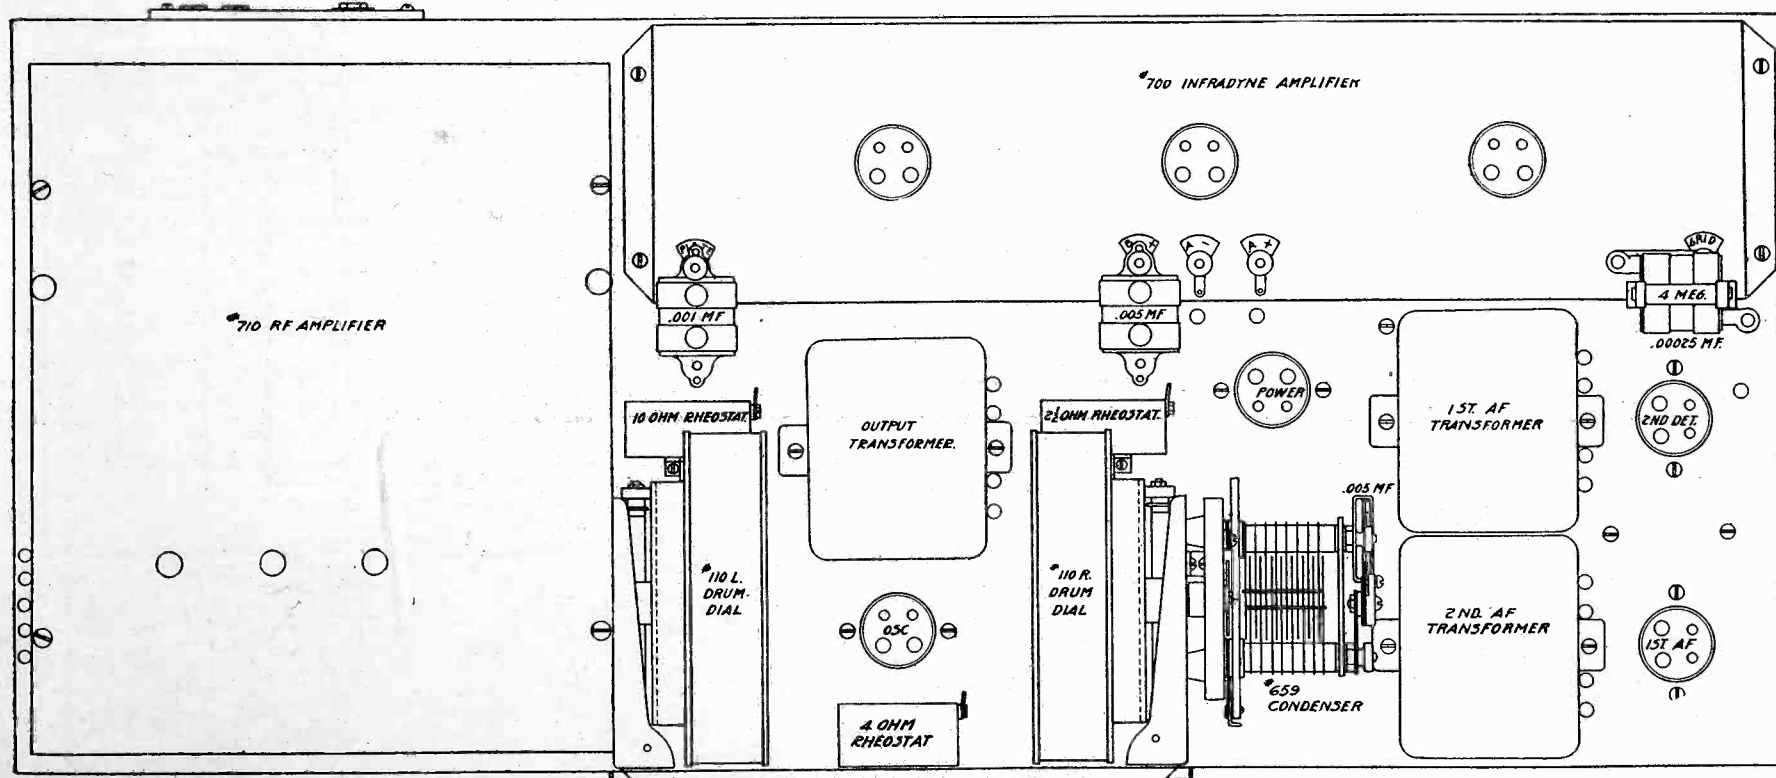 #700 INFRADYNE AMPLIFIER
PLATE
B +
A -
A +
GRID
4 MEG.
.00025 MF.
.001 MF
.005 MF
#710 RF AMPLIFIER
10 OHM RHEOSTAT.
OUTPUT
TRANSFORMER.
2½ OHM RHEOSTAT.
POWER
1ST. AF
TRANSFORMER
2ND DET.
.005 MF
#110 L.
DRUM-
DIAL
#110 R.
DRUM
DIAL
OSC
2ND. AF
TRANSFORMER
1ST. AF
#659
CONDENSER
4 OHM
RHEOSTAT